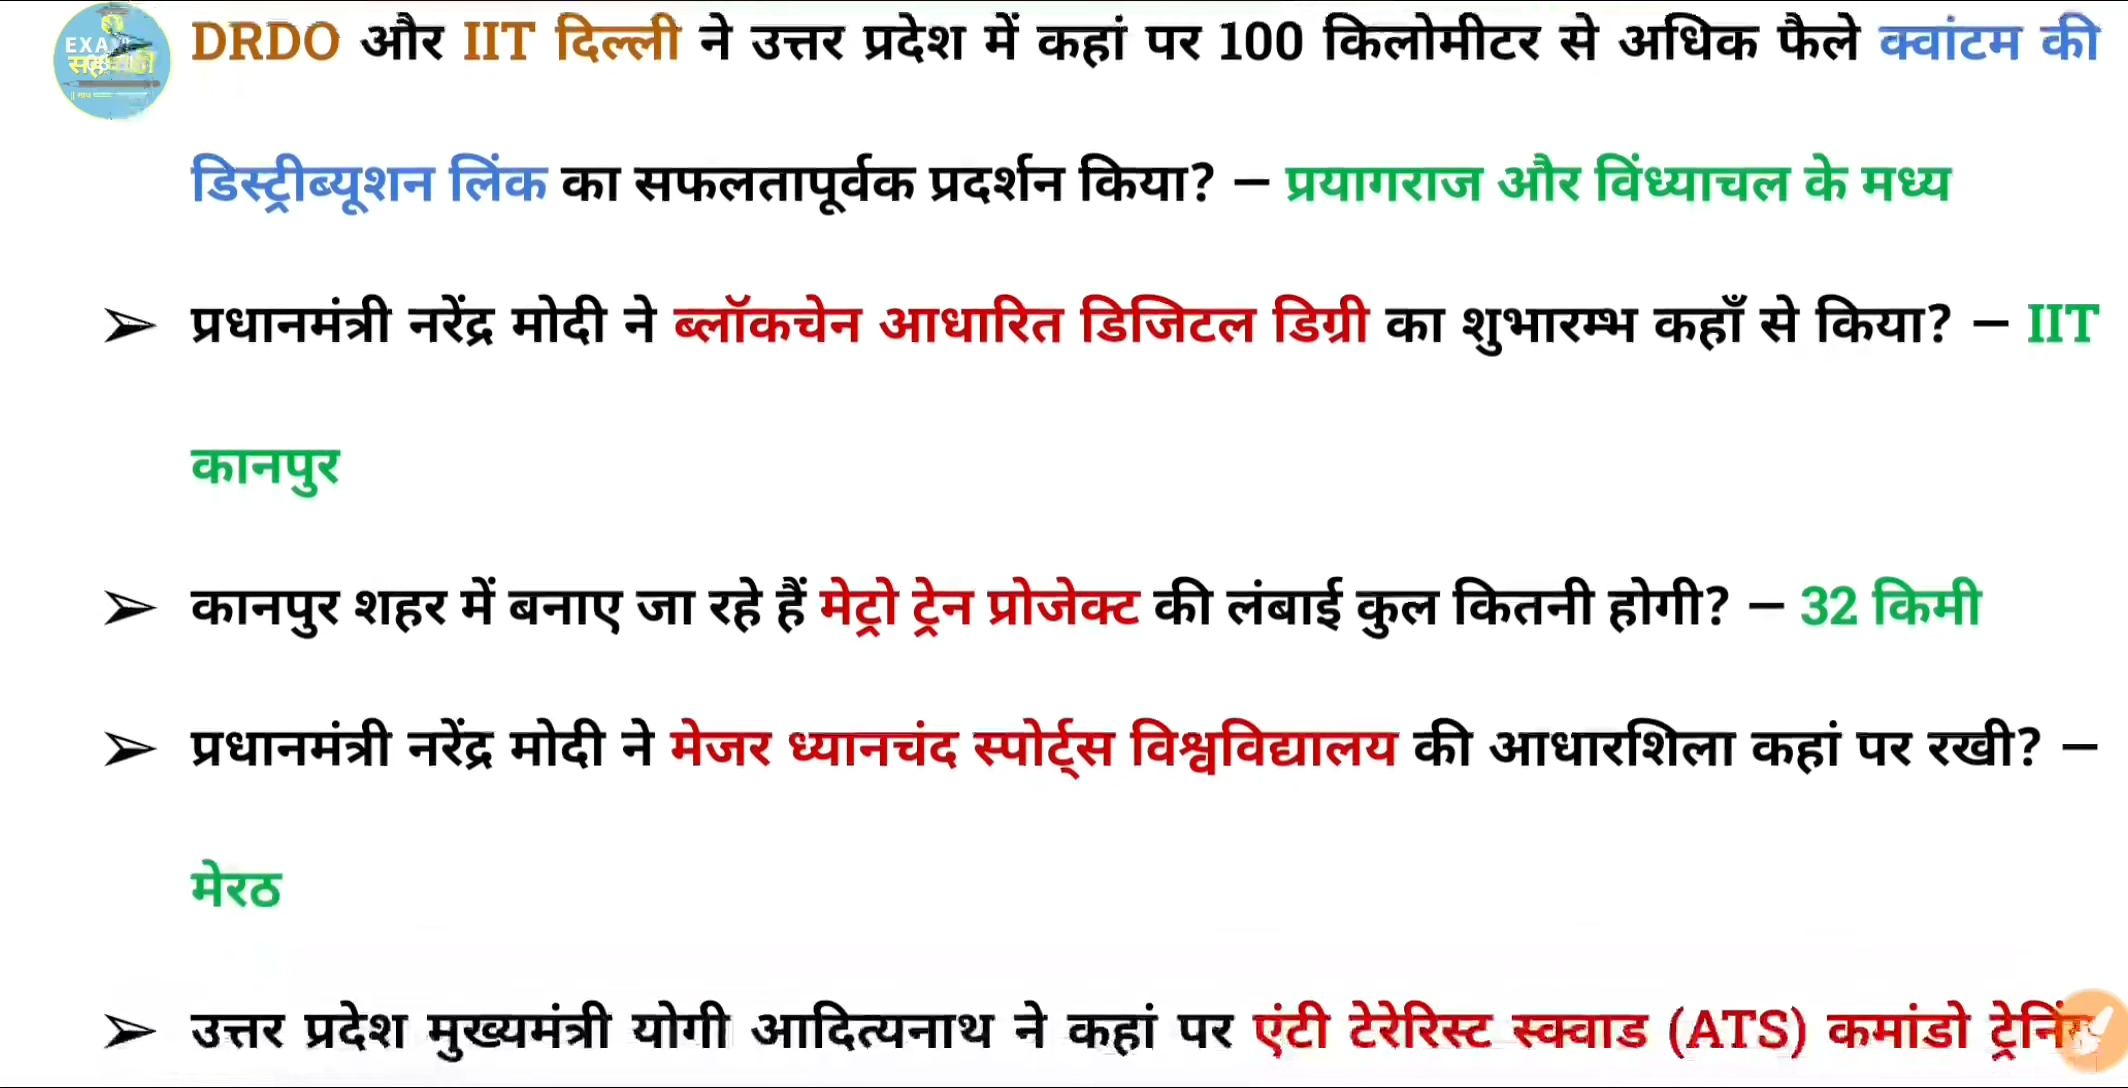 EXAM
DRDO और IIT दिल्ली ने उत्तर प्रदेश में कहां पर 100 किलोमीटर से अधिक फैले क्वांटम की
डिस्ट्रीब्यूशन लिंक का सफलतापूर्वक प्रदर्शन किया? – प्रयागराज और विंध्याचल के मध्य
➢ प्रधानमंत्री नरेंद्र मोदी ने ब्लॉकचेन आधारित डिजिटल डिग्री का शुभारम्भ कहाँ से किया? – IIT
कानपुर
➢ कानपुर शहर में बनाए जा रहे हैं मेट्रो ट्रेन प्रोजेक्ट की लंबाई कुल कितनी होगी? – 32 किमी
➢ प्रधानमंत्री नरेंद्र मोदी ने मेजर ध्यानचंद स्पोर्ट्स विश्वविद्यालय की आधारशिला कहां पर रखी? –
मेरठ
➢ उत्तर प्रदेश मुख्यमंत्री योगी आदित्यनाथ ने कहां पर एंटी टेरेरिस्ट स्क्वाड (ATS) कमांडो ट्रेनिंग